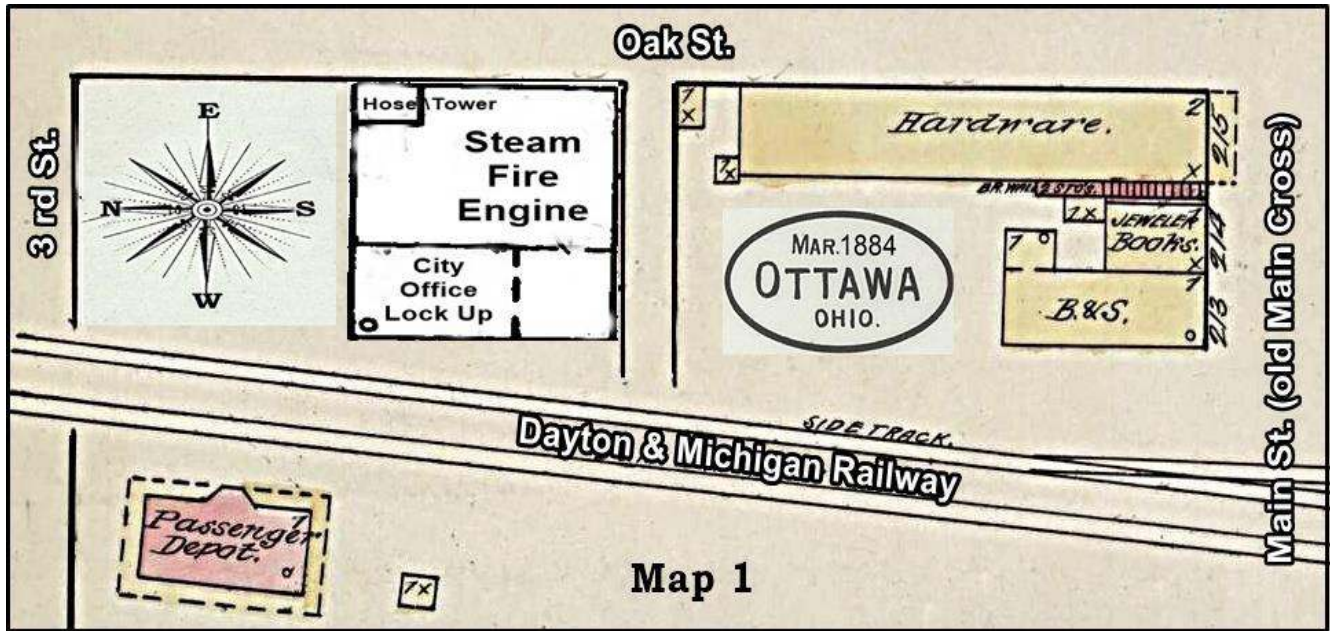 Oak St.
3 rd St.
E
N
S
W
Hose Tower
Steam
Fire
Engine
City
Office
Lock Up
1
X
1
X
Hardware.
2
X
215
BR. WALL 2 STO'S.
1X
JEWELER
Books.
X
214
1
1
B.&S.
213
MAR. 1884
OTTAWA
OHIO.
Main St. (old Main Cross)
SIDE TRACK.
Dayton & Michigan Railway
Passenger
Depot.
1
1X
Map 1